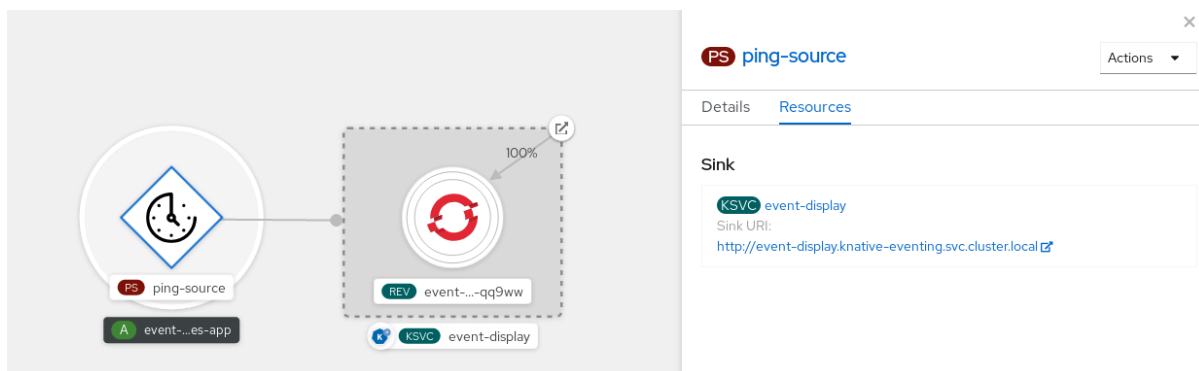 100%
PS ping-source
A event-...es-app
REV event-...-qq9ww
KSVC event-display
PS ping-source
Actions
Details Resources
Sink
KSVC event-display
Sink URI:
http://event-display.knative-eventing.svc.cluster.local